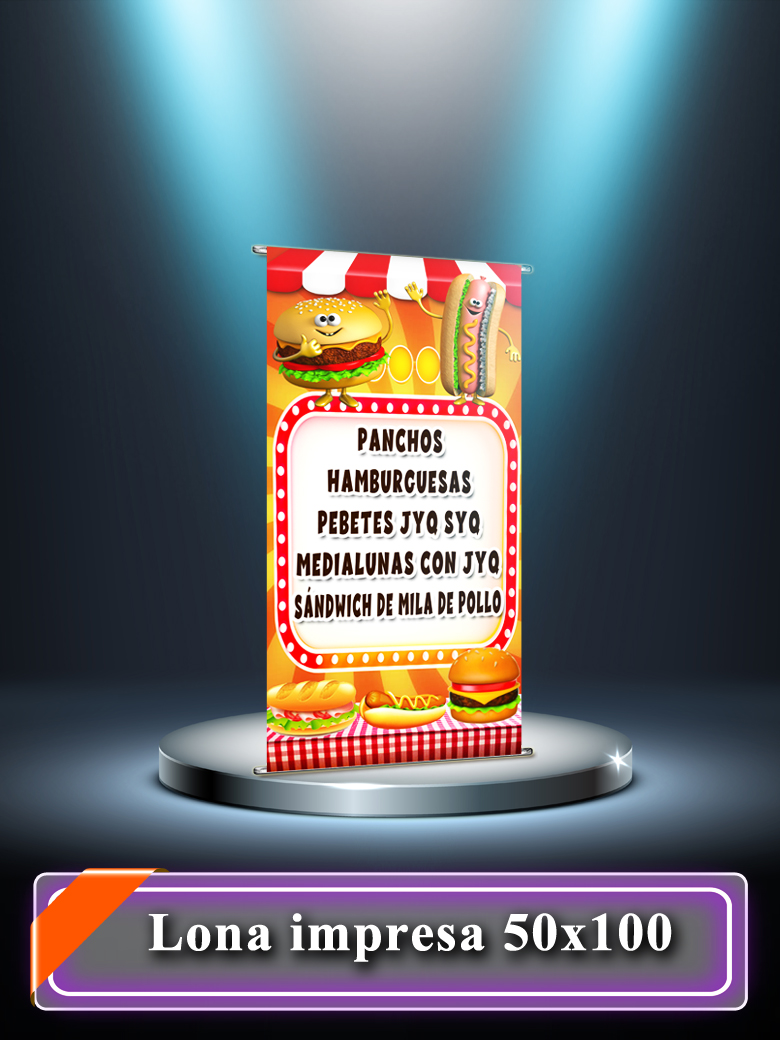 PANCHOS
HAMBURGUESAS
PEBETES JYQ SYQ
MEDIALUNAS CON JYQ
SÁNDWICH DE MILA DE POLLO
Lona impresa 50x100